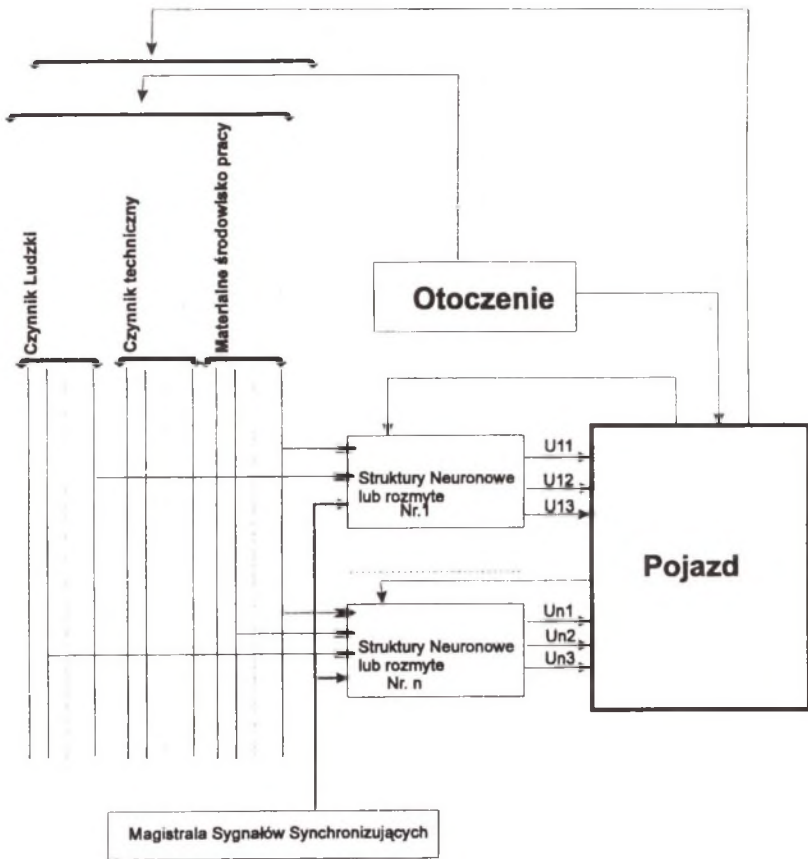 Czynnik Ludzki
Czynnik techniczny
Materialne środowisko pracy
Otoczenie
Struktury Neuronowe
lub rozmyte
Nr.1
U11
U12
U13
Pojazd
Struktury Neuronowe
lub rozmyte
Nr. n
Un1
Un2
Un3
Magistrala Sygnałów Synchronizujących